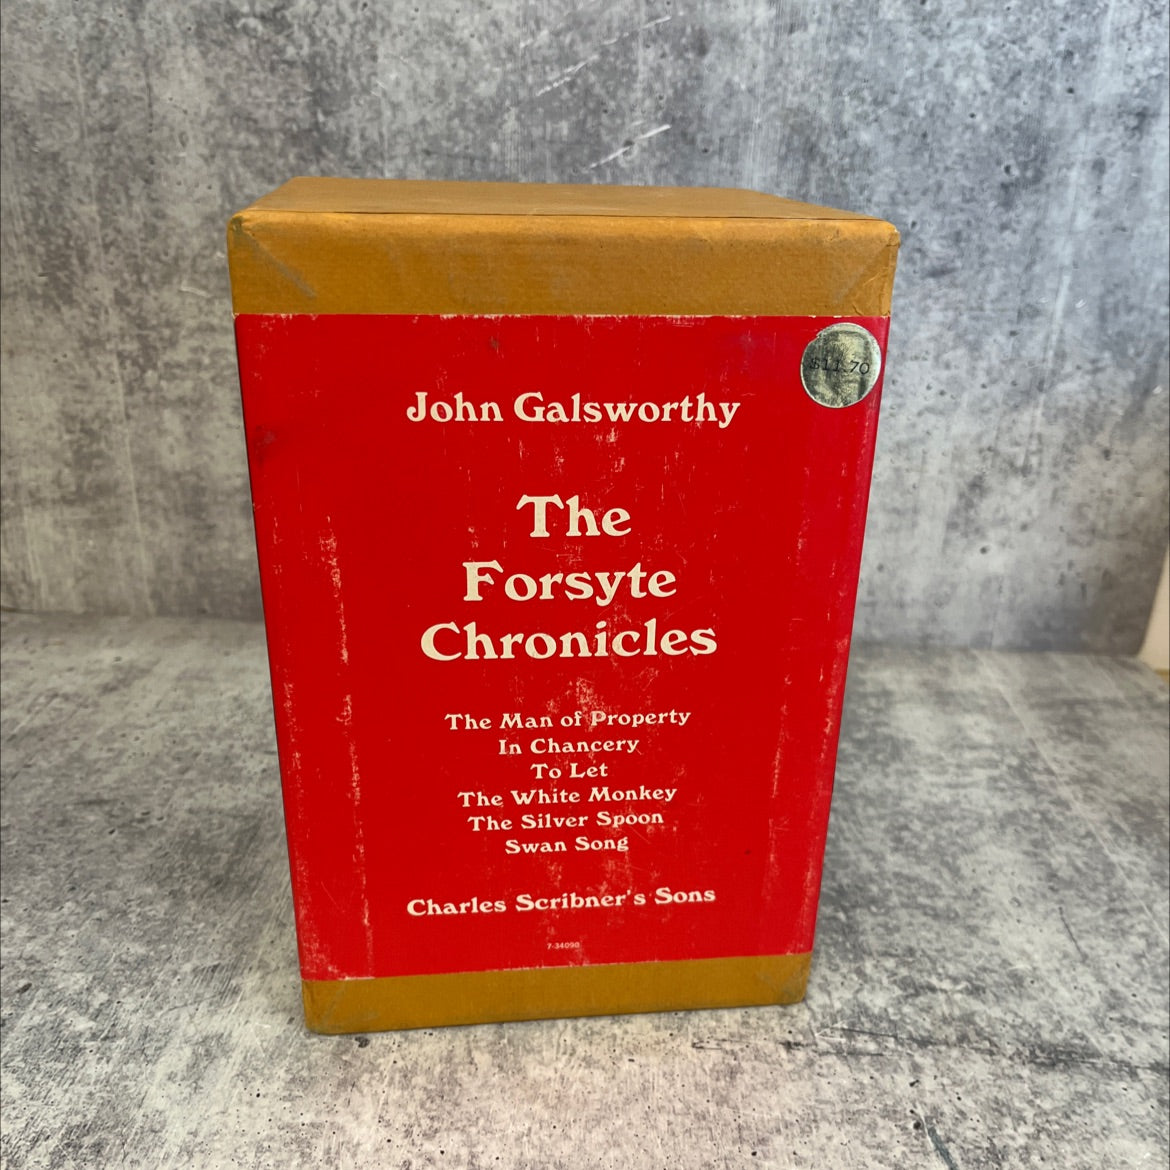 $11.70
John Galsworthy
The
Forsyte
Chronicles
The Man of Property
In Chancery
To Let
The White Monkey
The Silver Spoon
Swan Song
Charles Scribner's Sons
7-34090